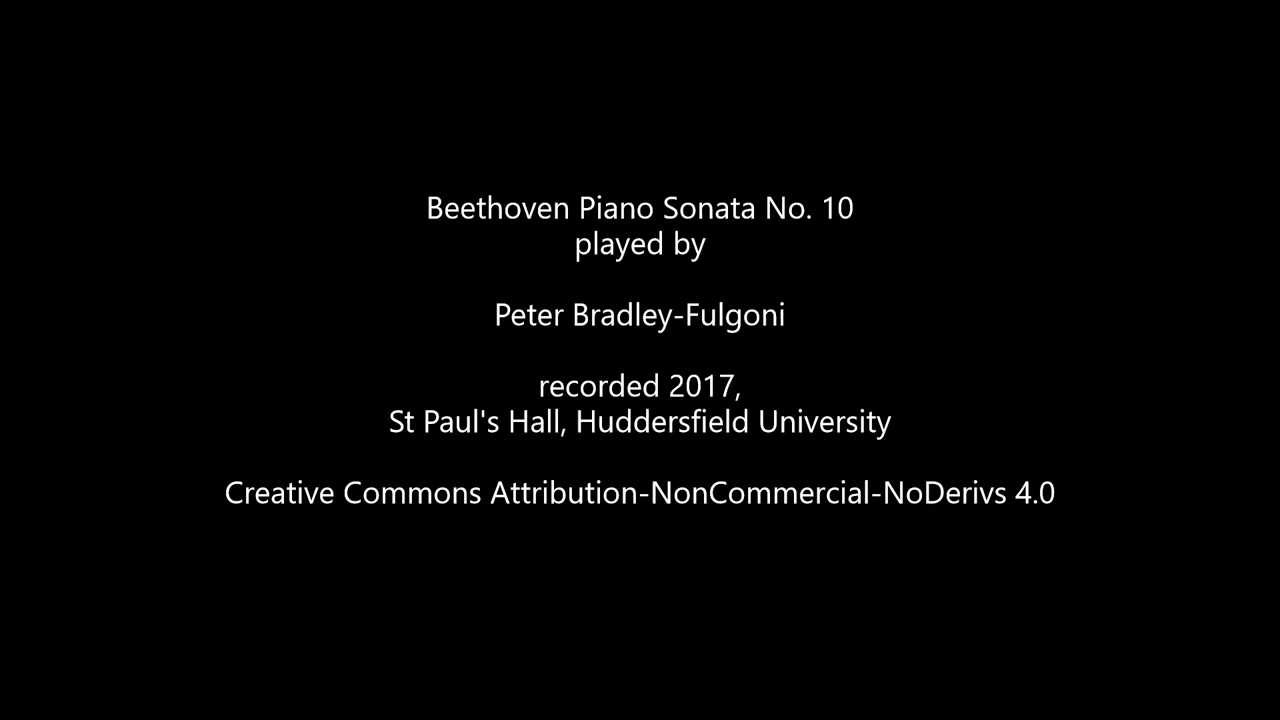 Beethoven Piano Sonata No. 10
played by
Peter Bradley-Fulgoni
recorded 2017,
St Paul's Hall, Huddersfield University
Creative Commons Attribution-NonCommercial-NoDerivs 4.0